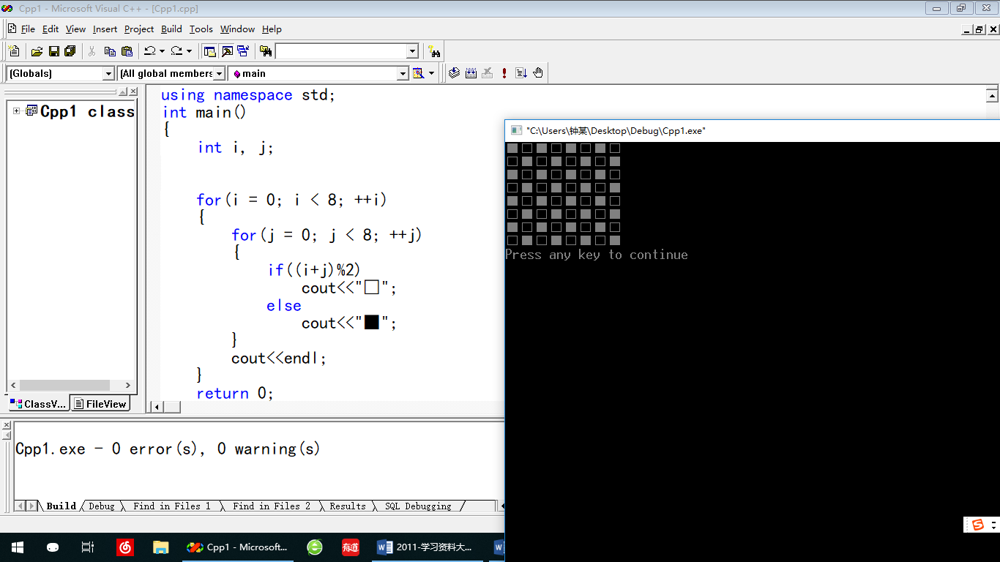 Cpp1 - Microsoft Visual C++ - [Cpp1.cpp]
File Edit View Insert Project Build Tools Window Help
(Globals) (All global members main
Cpp1 class
using namespace std;
int main()
{
int i, j;
for(i = 0; i < 8; ++i)
{
for(j = 0; j < 8; ++j)
{
if((i+j)%2)
cout<<"□";
else
cout<<"■";
}
cout<<endl;
}
return 0;
ClassV... FileView
"C:\Users\钟某\Desktop\Debug\Cpp1.exe"
■□■□■□■□
□■□■□■□■
■□■□■□■□
□■□■□■□■
■□■□■□■□
□■□■□■□■
■□■□■□■□
□■□■□■□■
Press any key to continue
Cpp1.exe - 0 error(s), 0 warning(s)
Build Debug Find in Files 1 Find in Files 2 Results SQL Debugging
Cpp1 - Microsoft... 有道 2011-学习资料大...